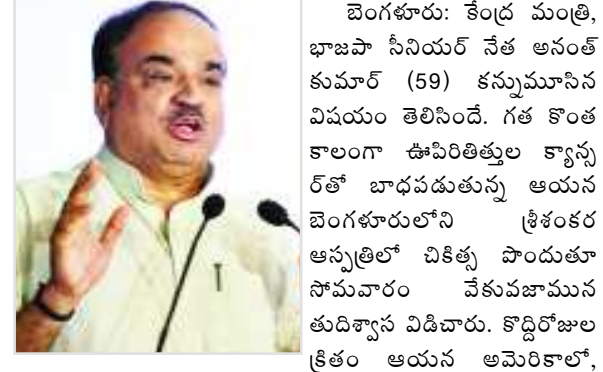 బెంగళూరు: కేంద్ర మంత్రి,
భాజపా సీనియర్ నేత అనంత్
కుమార్ (59) కన్నుమూసిన
విషయం తెలిసిందే. గత కొంత
కాలంగా ఊపిరితిత్తుల క్యాన్స
ర్‌తో బాధపడుతున్న ఆయన
బెంగళూరులోని శ్రీశంకర
ఆస్పత్రిలో చికిత్స పొందుతూ
సోమవారం వేకువజామున
తుదిశ్వాస విడిచారు. కొద్దిరోజుల
క్రితం ఆయన అమెరికాలో,